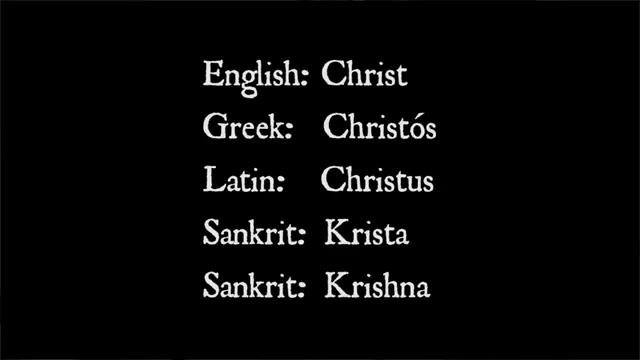 English: Christ
Greek: Christós
Latin: Christus
Sankrit: Krista
Sankrit: Krishna